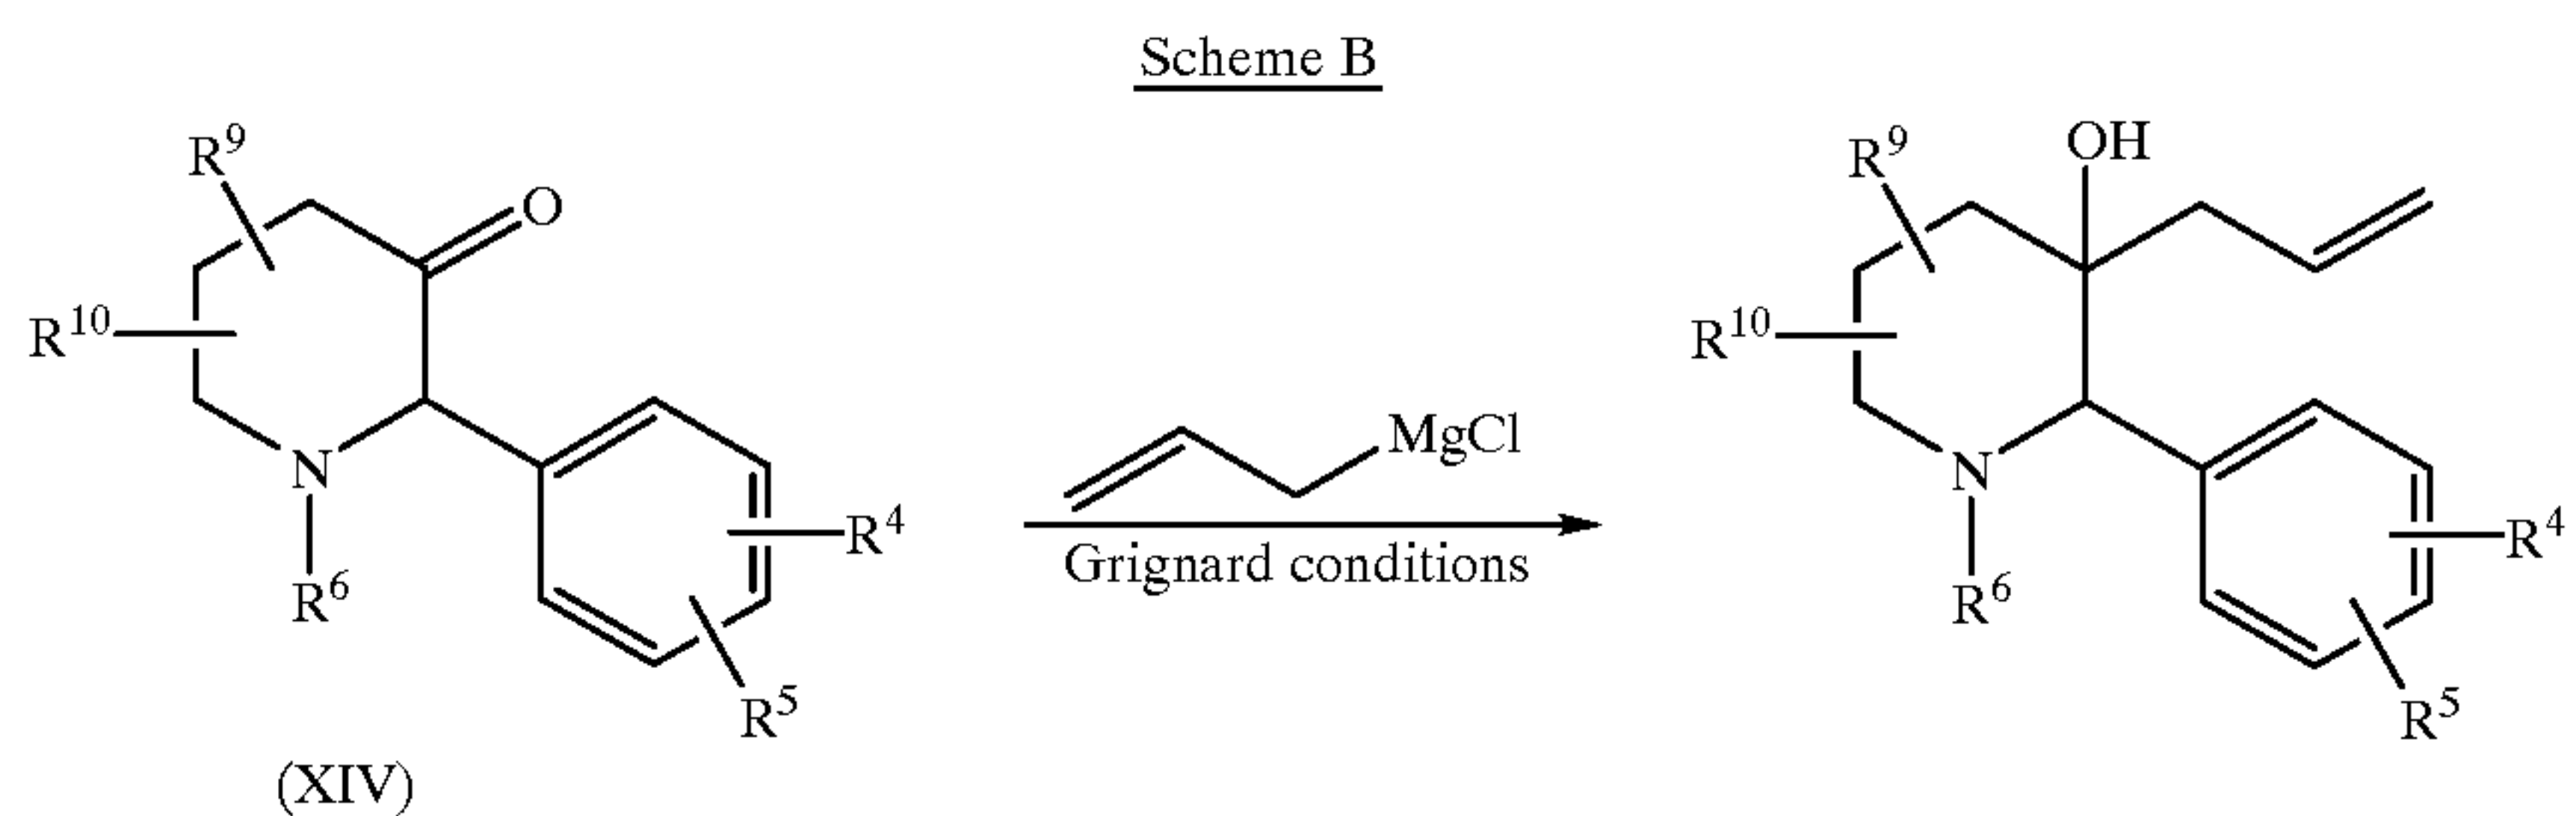 Scheme B
R⁹
O
R¹⁰
N
R⁶
R⁴
R⁵
(XIV)
MgCl
Grignard conditions
R⁹
OH
R¹⁰
N
R⁶
R⁴
R⁵